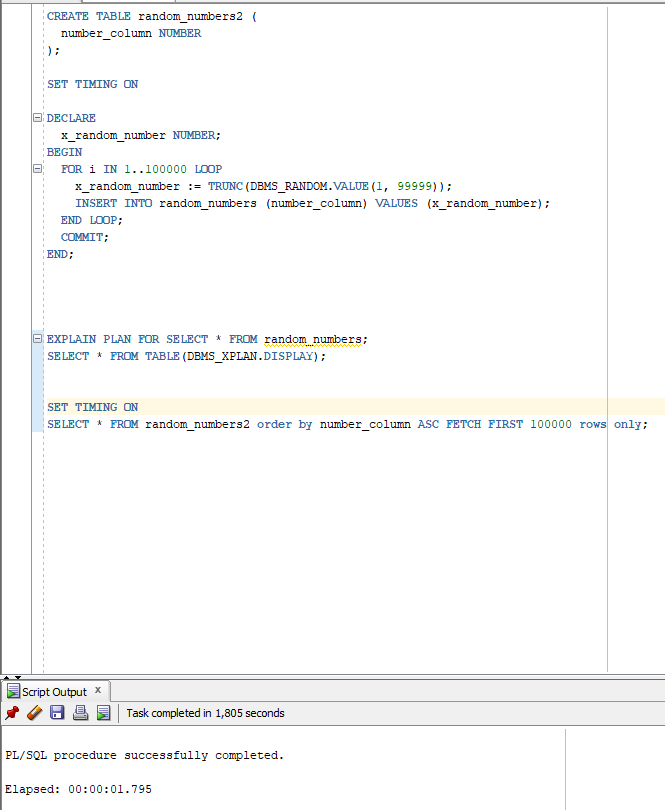 CREATE TABLE random_numbers2 (
number_column NUMBER
);
SET TIMING ON
DECLARE
x_random_number NUMBER;
BEGIN
FOR i IN 1..100000 LOOP
x_random_number := TRUNC(DBMS_RANDOM.VALUE(1, 99999));
INSERT INTO random_numbers (number_column) VALUES (x_random_number);
END LOOP;
COMMIT;
END;
EXPLAIN PLAN FOR SELECT * FROM random_numbers;
SELECT * FROM TABLE(DBMS_XPLAN.DISPLAY);
SET TIMING ON
SELECT * FROM random_numbers2 order by number_column ASC FETCH FIRST 100000 rows only;
Script Output x
Task completed in 1,805 seconds
PL/SQL procedure successfully completed.
Elapsed: 00:00:01.795